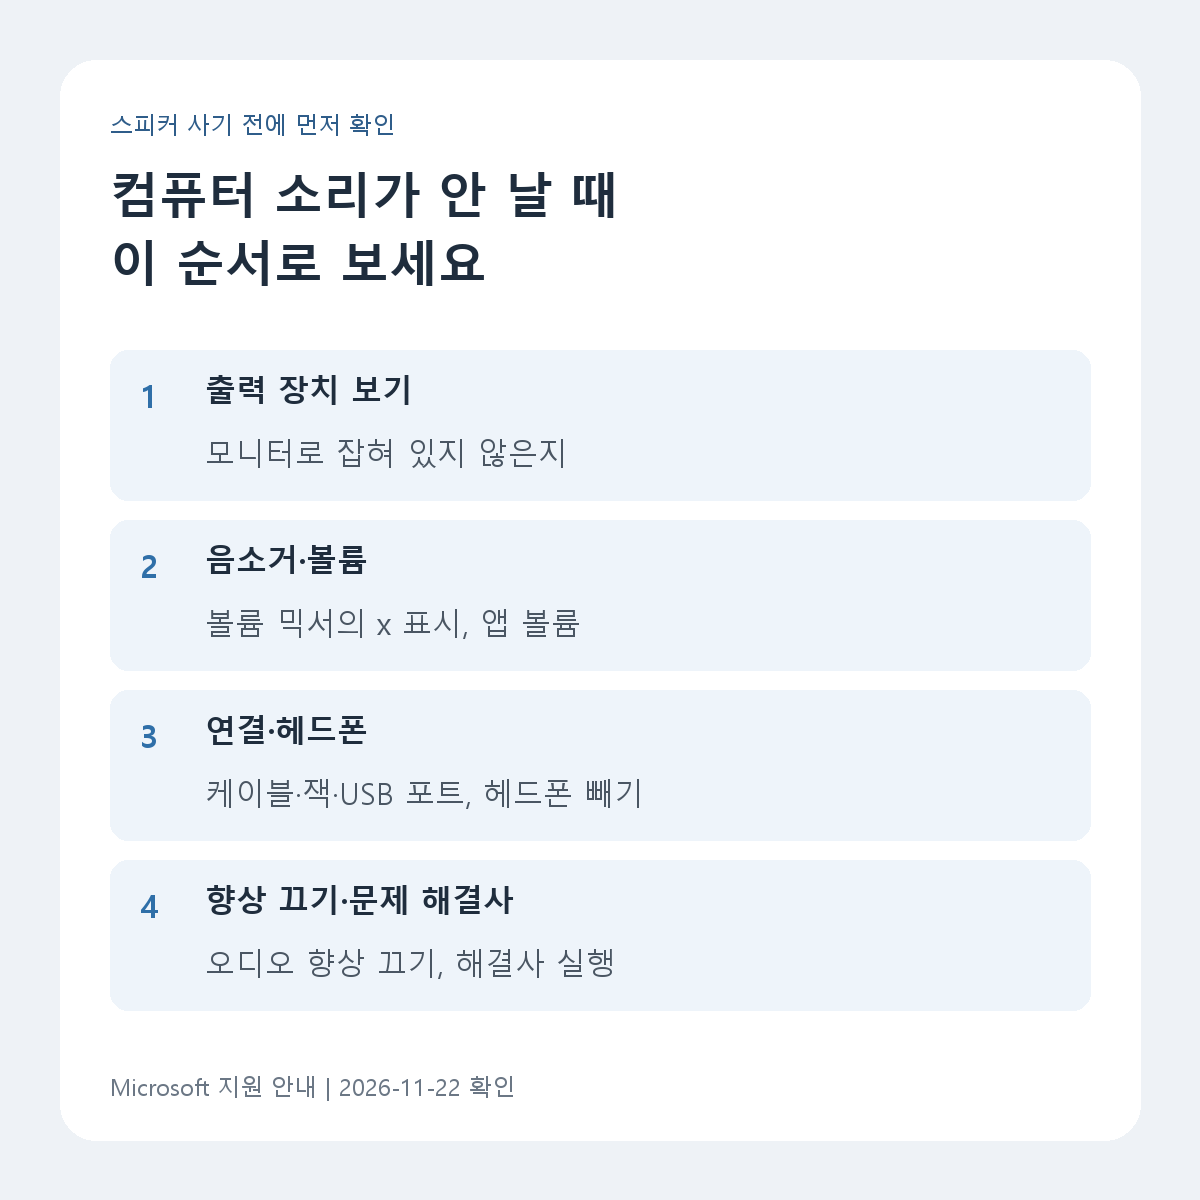 스피커 사기 전에 먼저 확인
컴퓨터 소리가 안 날 때
이 순서로 보세요
1
출력 장치 보기
모니터로 잡혀 있지 않은지
2
음소거·볼륨
볼륨 믹서의 x 표시, 앱 볼륨
3
연결·헤드폰
케이블·잭·USB 포트, 헤드폰 빼기
4
향상 끄기·문제 해결사
오디오 향상 끄기, 해결사 실행
Microsoft 지원 안내 | 2026-11-22 확인